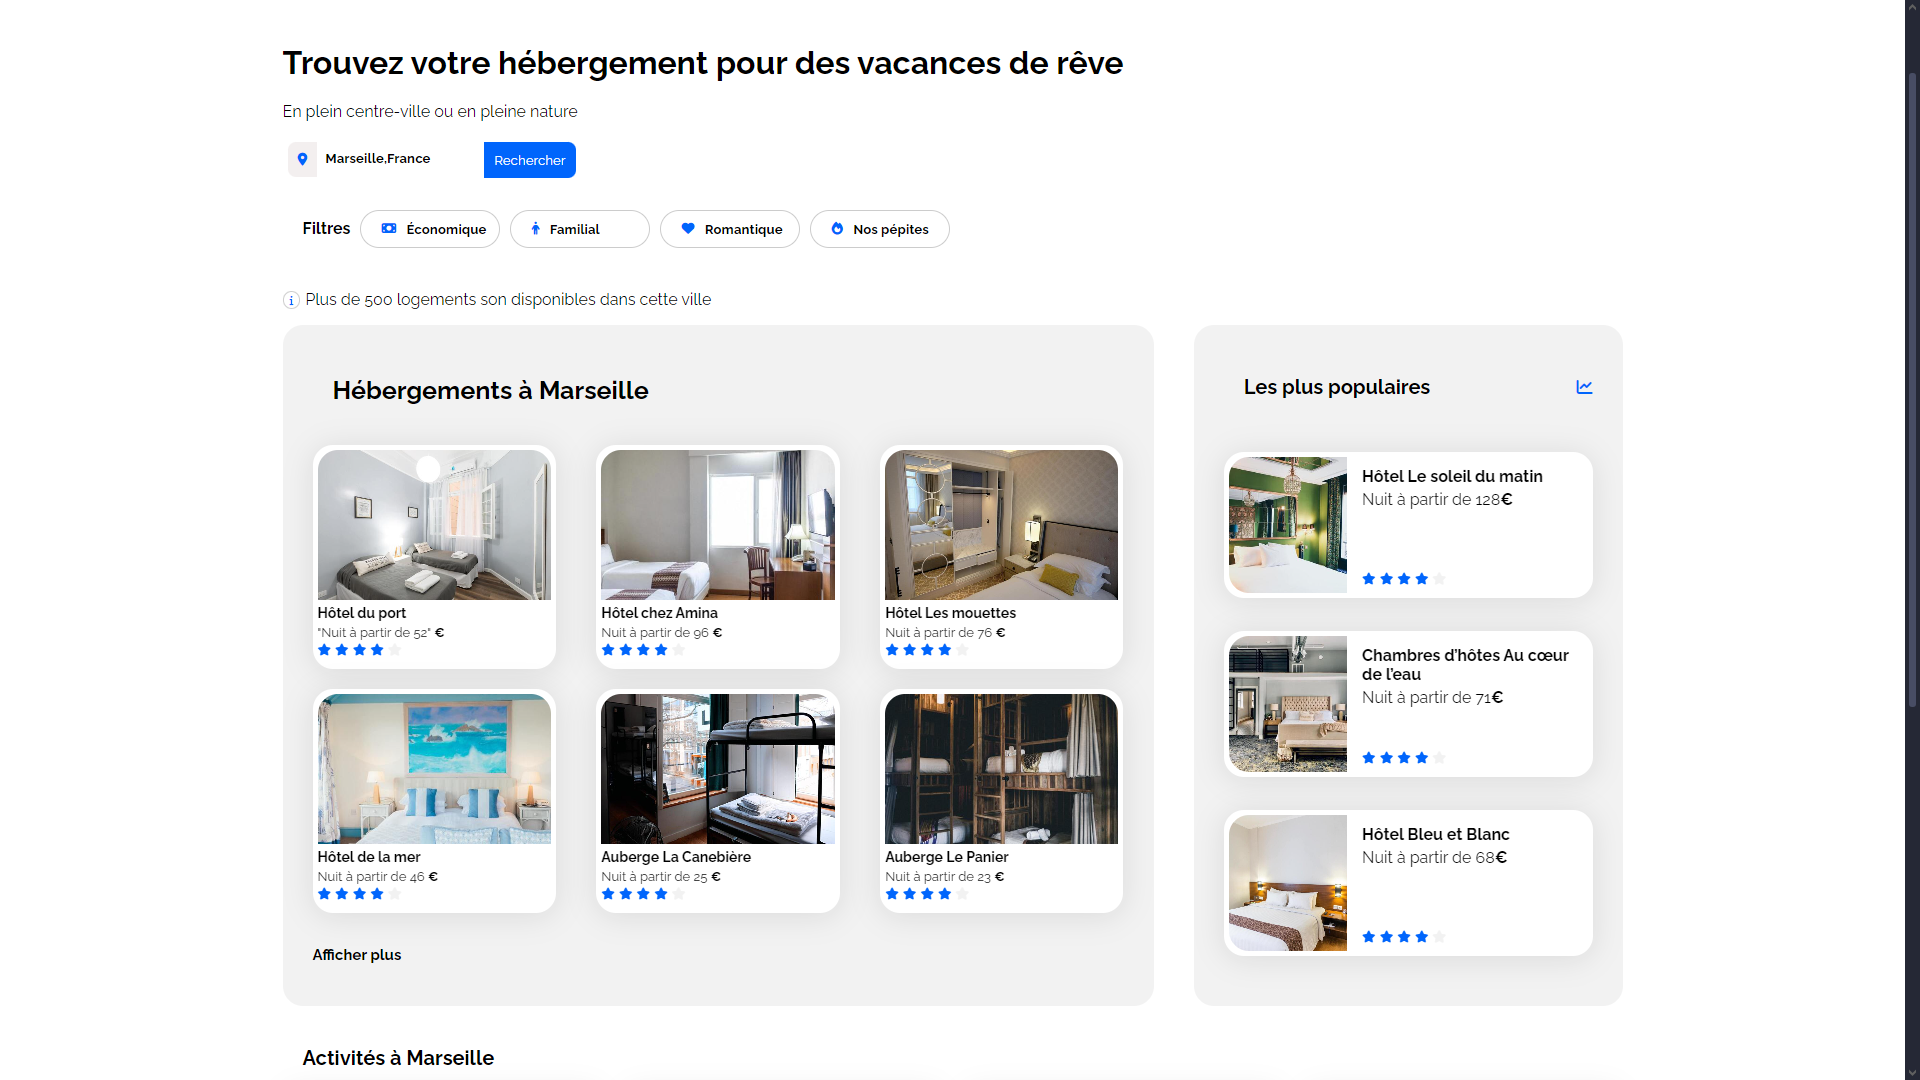 Trouvez votre hébergement pour des vacances de rêve
En plein centre-ville ou en pleine nature
Marseille,France
Rechercher
Filtres
Économique
Familial
Romantique
Nos pépites
Plus de 500 logements son disponibles dans cette ville
Hébergements à Marseille
Hôtel du port
"Nuit à partir de 52" €
Hôtel chez Amina
Nuit à partir de 96 €
Hôtel Les mouettes
Nuit à partir de 76 €
Hôtel de la mer
Nuit à partir de 46 €
Auberge La Canebière
Nuit à partir de 25 €
Auberge Le Panier
Nuit à partir de 23 €
Afficher plus
Les plus populaires
Hôtel Le soleil du matin
Nuit à partir de 128€
Chambres d’hôtes Au cœur
de l’eau
Nuit à partir de 71€
Hôtel Bleu et Blanc
Nuit à partir de 68€
Activités à Marseille